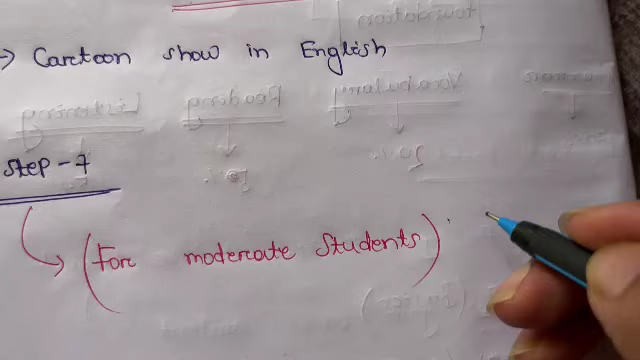 → Cartoon show in English
Step - 7
(For moderate Students)